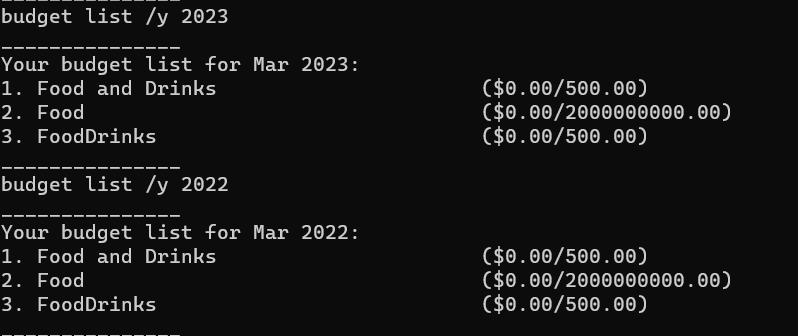 _______________
budget list /y 2023
_______________
Your budget list for Mar 2023:
1. Food and Drinks                      ($0.00/500.00)
2. Food                                 ($0.00/2000000000.00)
3. FoodDrinks                           ($0.00/500.00)
_______________
budget list /y 2022
_______________
Your budget list for Mar 2022:
1. Food and Drinks                      ($0.00/500.00)
2. Food                                 ($0.00/2000000000.00)
3. FoodDrinks                           ($0.00/500.00)
_______________